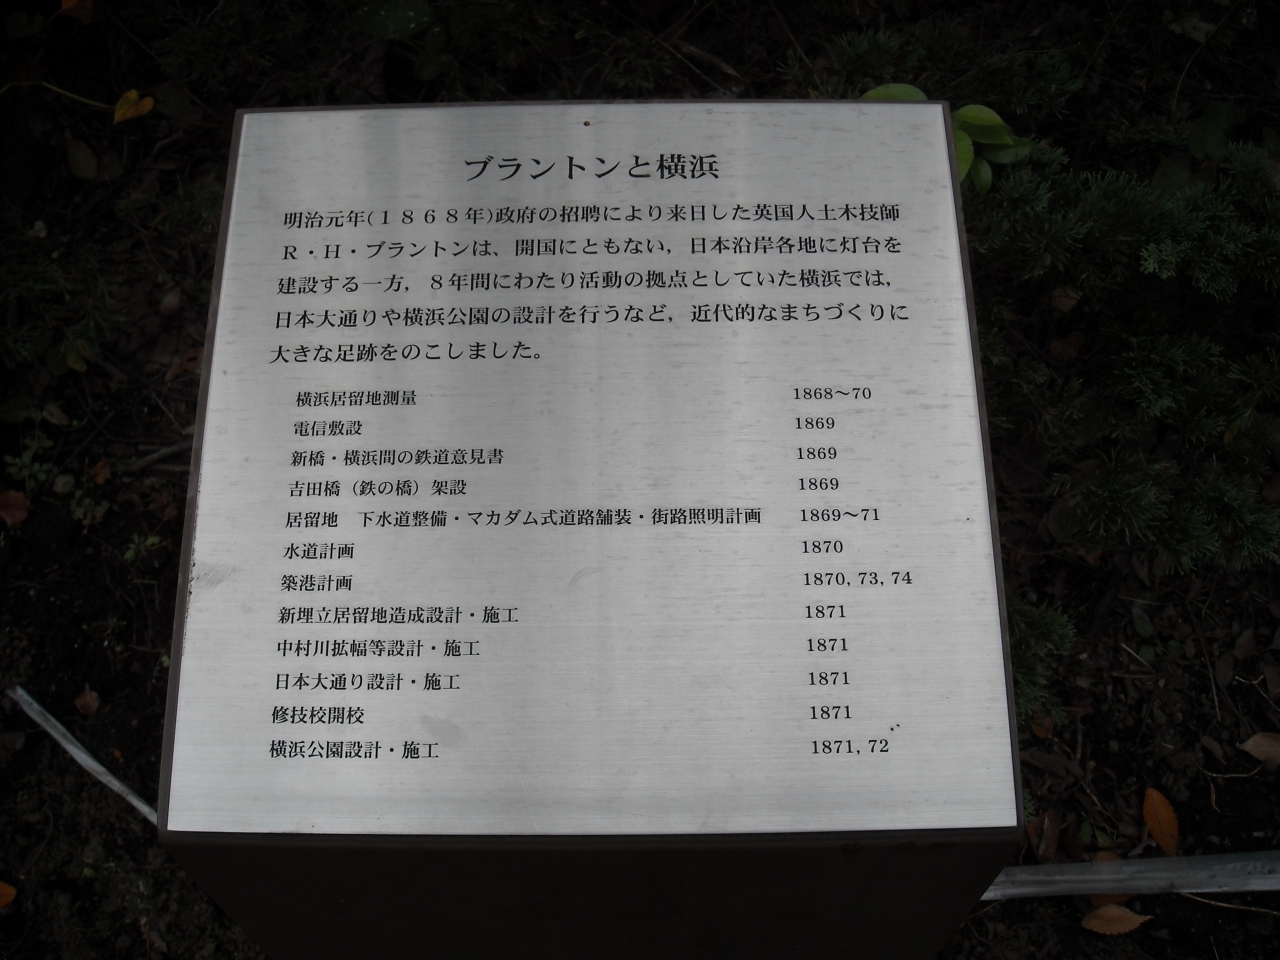 ブラントンと横浜
明治元年(１８６８年)政府の招聘により来日した英国人土木技師
Ｒ・Ｈ・ブラントンは、開国にともない，日本沿岸各地に灯台を
建設する一方，８年間にわたり活動の拠点としていた横浜では，
日本大通りや横浜公園の設計を行うなど，近代的なまちづくりに
大きな足跡をのこしました。
横浜居留地測量 1868〜70
電信敷設 1869
新橋・横浜間の鉄道意見書 1869
吉田橋（鉄の橋）架設 1869
居留地　下水道整備・マカダム式道路舗装・街路照明計画 1869〜71
水道計画 1870
築港計画 1870, 73, 74
新埋立居留地造成設計・施工 1871
中村川拡幅等設計・施工 1871
日本大通り設計・施工 1871
修技校開校 1871
横浜公園設計・施工 1871, 72